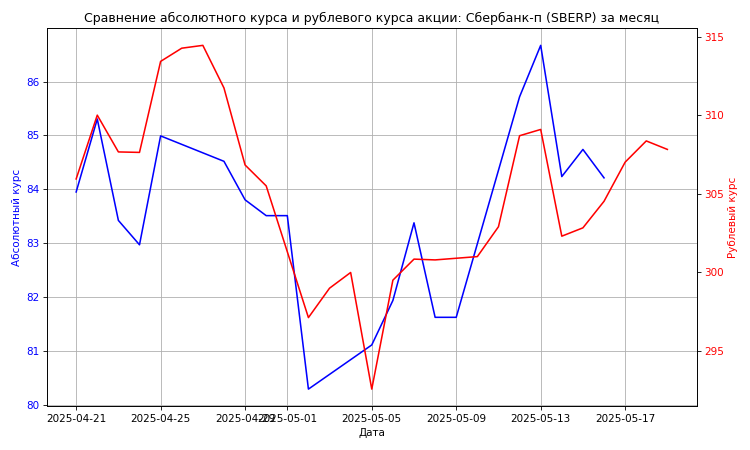 Сравнение абсолютного курса и рублевого курса акции: Сбербанк-п (SBERP) за месяц
Абсолютный курс
86
85
84
83
82
81
80
315
310
305
300
295
Рублевый курс
2025-04-21 2025-04-25 2025-04-29 2025-05-01 2025-05-05 2025-05-09 2025-05-13 2025-05-17
Дата